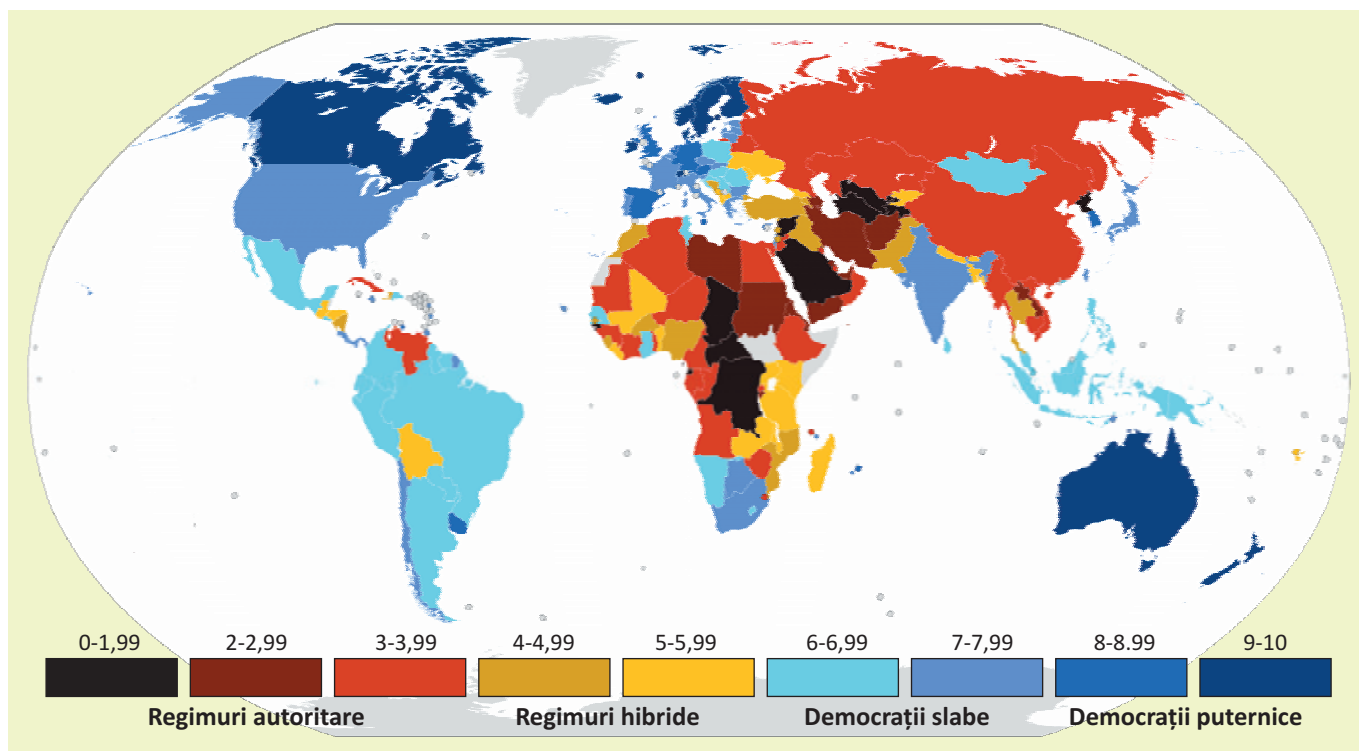 0-1,99 2-2,99 3-3,99 4-4,99 5-5,99 6-6,99 7-7,99 8-8.99 9-10
Regimuri autoritare Regimuri hibride Democrații slabe Democrații puternice